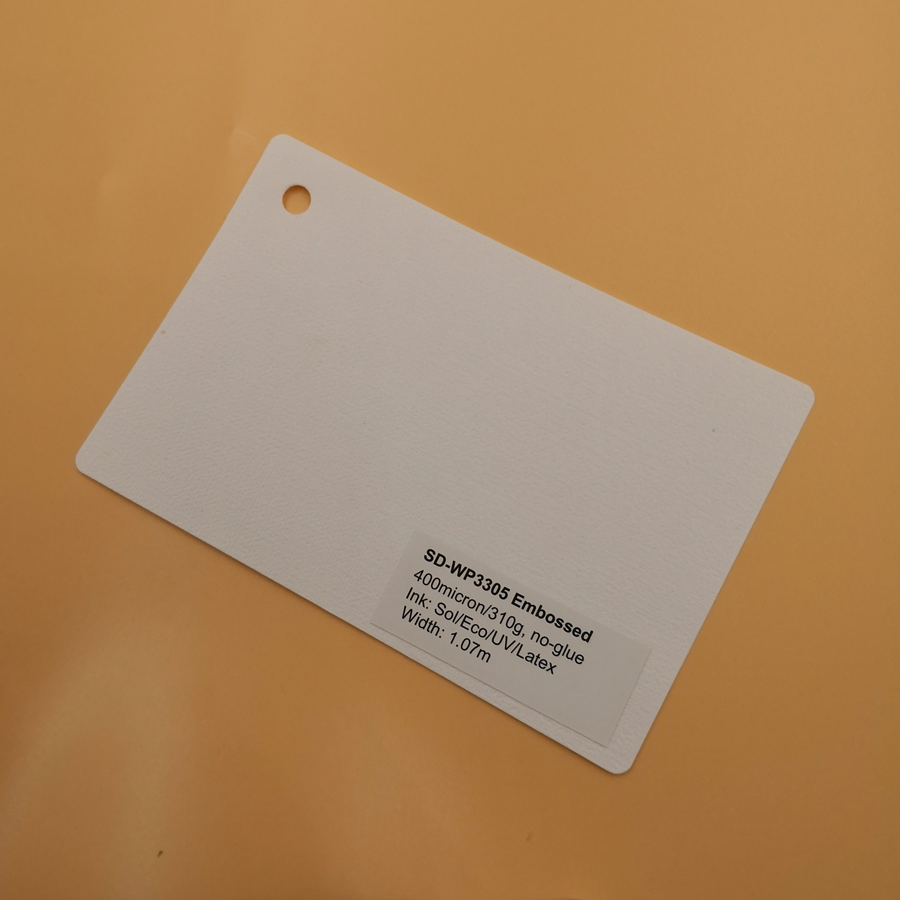 SD-WP3305 Embossed
400micron/310g, no-glue
Ink: Sol/Eco/UV/Latex
Width: 1.07m